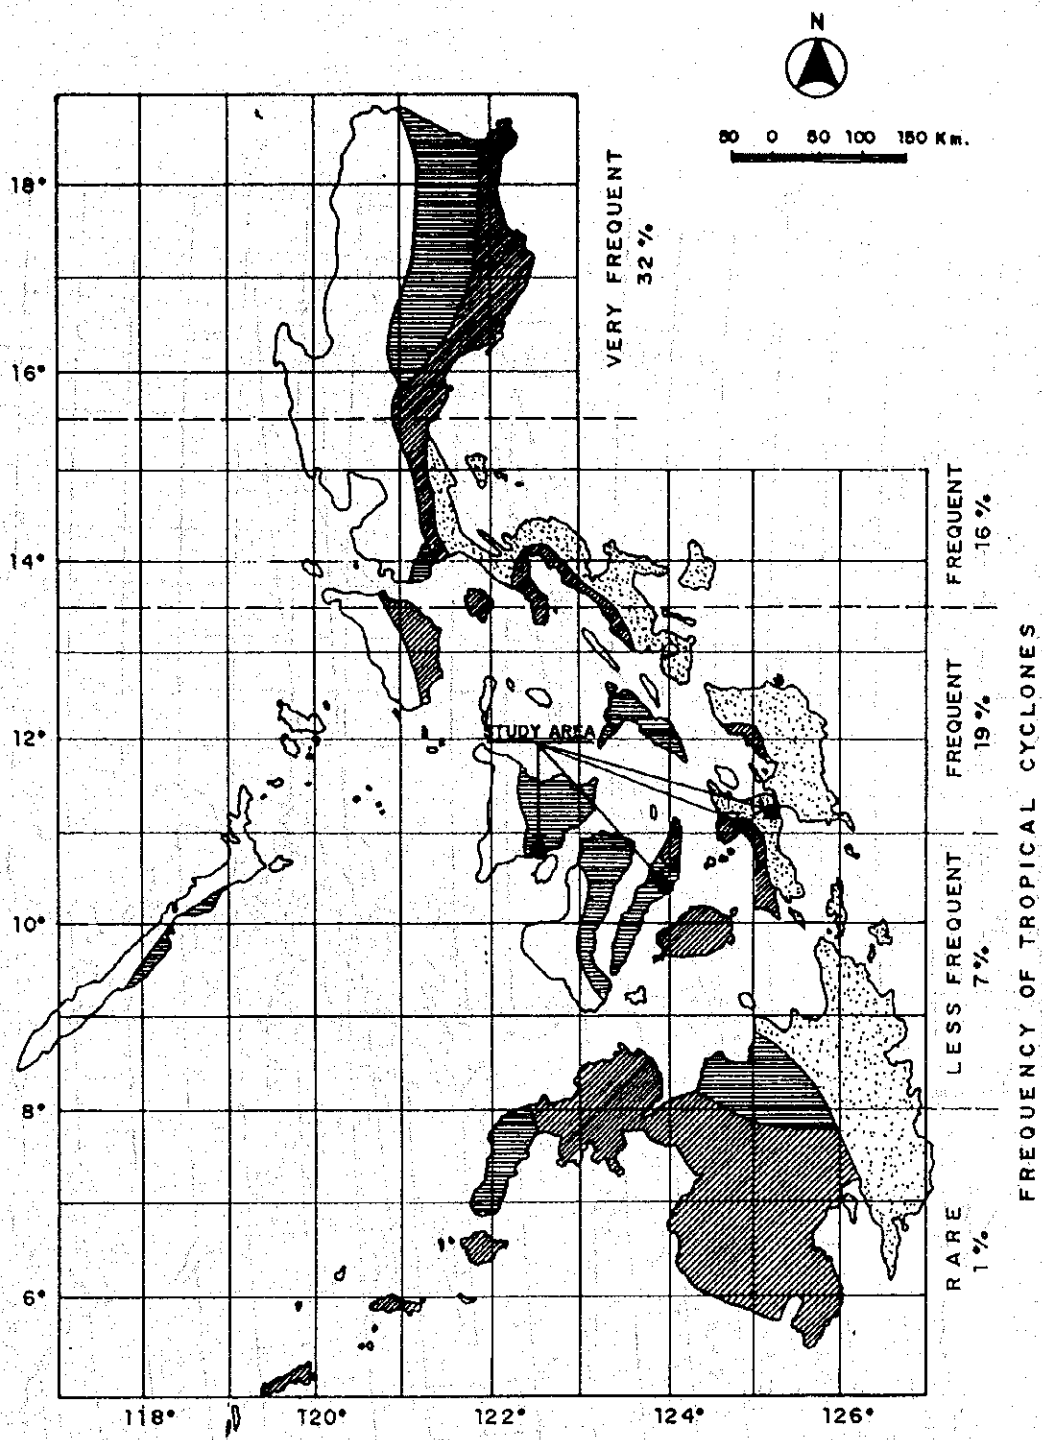 N
50 0 50 100 150 Km.
18°
16°
14°
12°
10°
8°
6°
118°
120°
122°
124°
126°
STUDY AREA
VERY FREQUENT
32 %
FREQUENT
16 %
FREQUENT
19 %
LESS FREQUENT
7 %
RARE
1 %
FREQUENCY OF TROPICAL CYCLONES